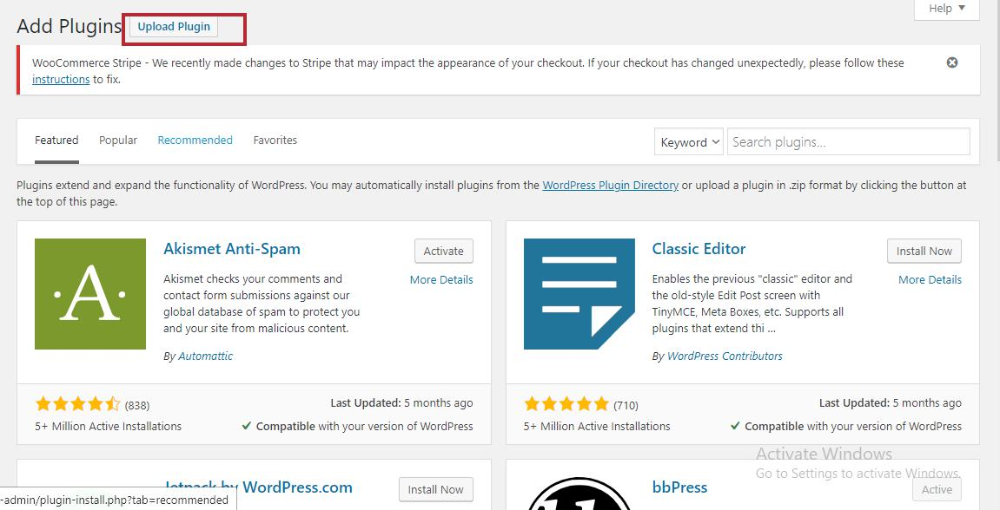 Help
Add Plugins
Upload Plugin
WooCommerce Stripe - We recently made changes to Stripe that may impact the appearance of your checkout. If your checkout has changed unexpectedly, please follow these
instructions to fix.
Featured
Popular
Recommended
Favorites
Keyword
Search plugins...
Plugins extend and expand the functionality of WordPress. You may automatically install plugins from the WordPress Plugin Directory or upload a plugin in .zip format by clicking the button at
the top of this page.
·A·
Akismet Anti-Spam
Activate
More Details
Akismet checks your comments and
contact form submissions against our
global database of spam to protect you
and your site from malicious content.
By Automattic
(838)
Last Updated: 5 months ago
5+ Million Active Installations
Compatible with your version of WordPress
Classic Editor
Install Now
More Details
Enables the previous "classic" editor and
the old-style Edit Post screen with
TinyMCE, Meta Boxes, etc. Supports all
plugins that extend thi ...
By WordPress Contributors
(710)
Last Updated: 5 months ago
5+ Million Active Installations
Compatible with your version of WordPress
Jetpack by WordPress.com
Install Now
bbPress
Active
Activate Windows
Go to Settings to activate Windows.
-admin/plugin-install.php?tab=recommended